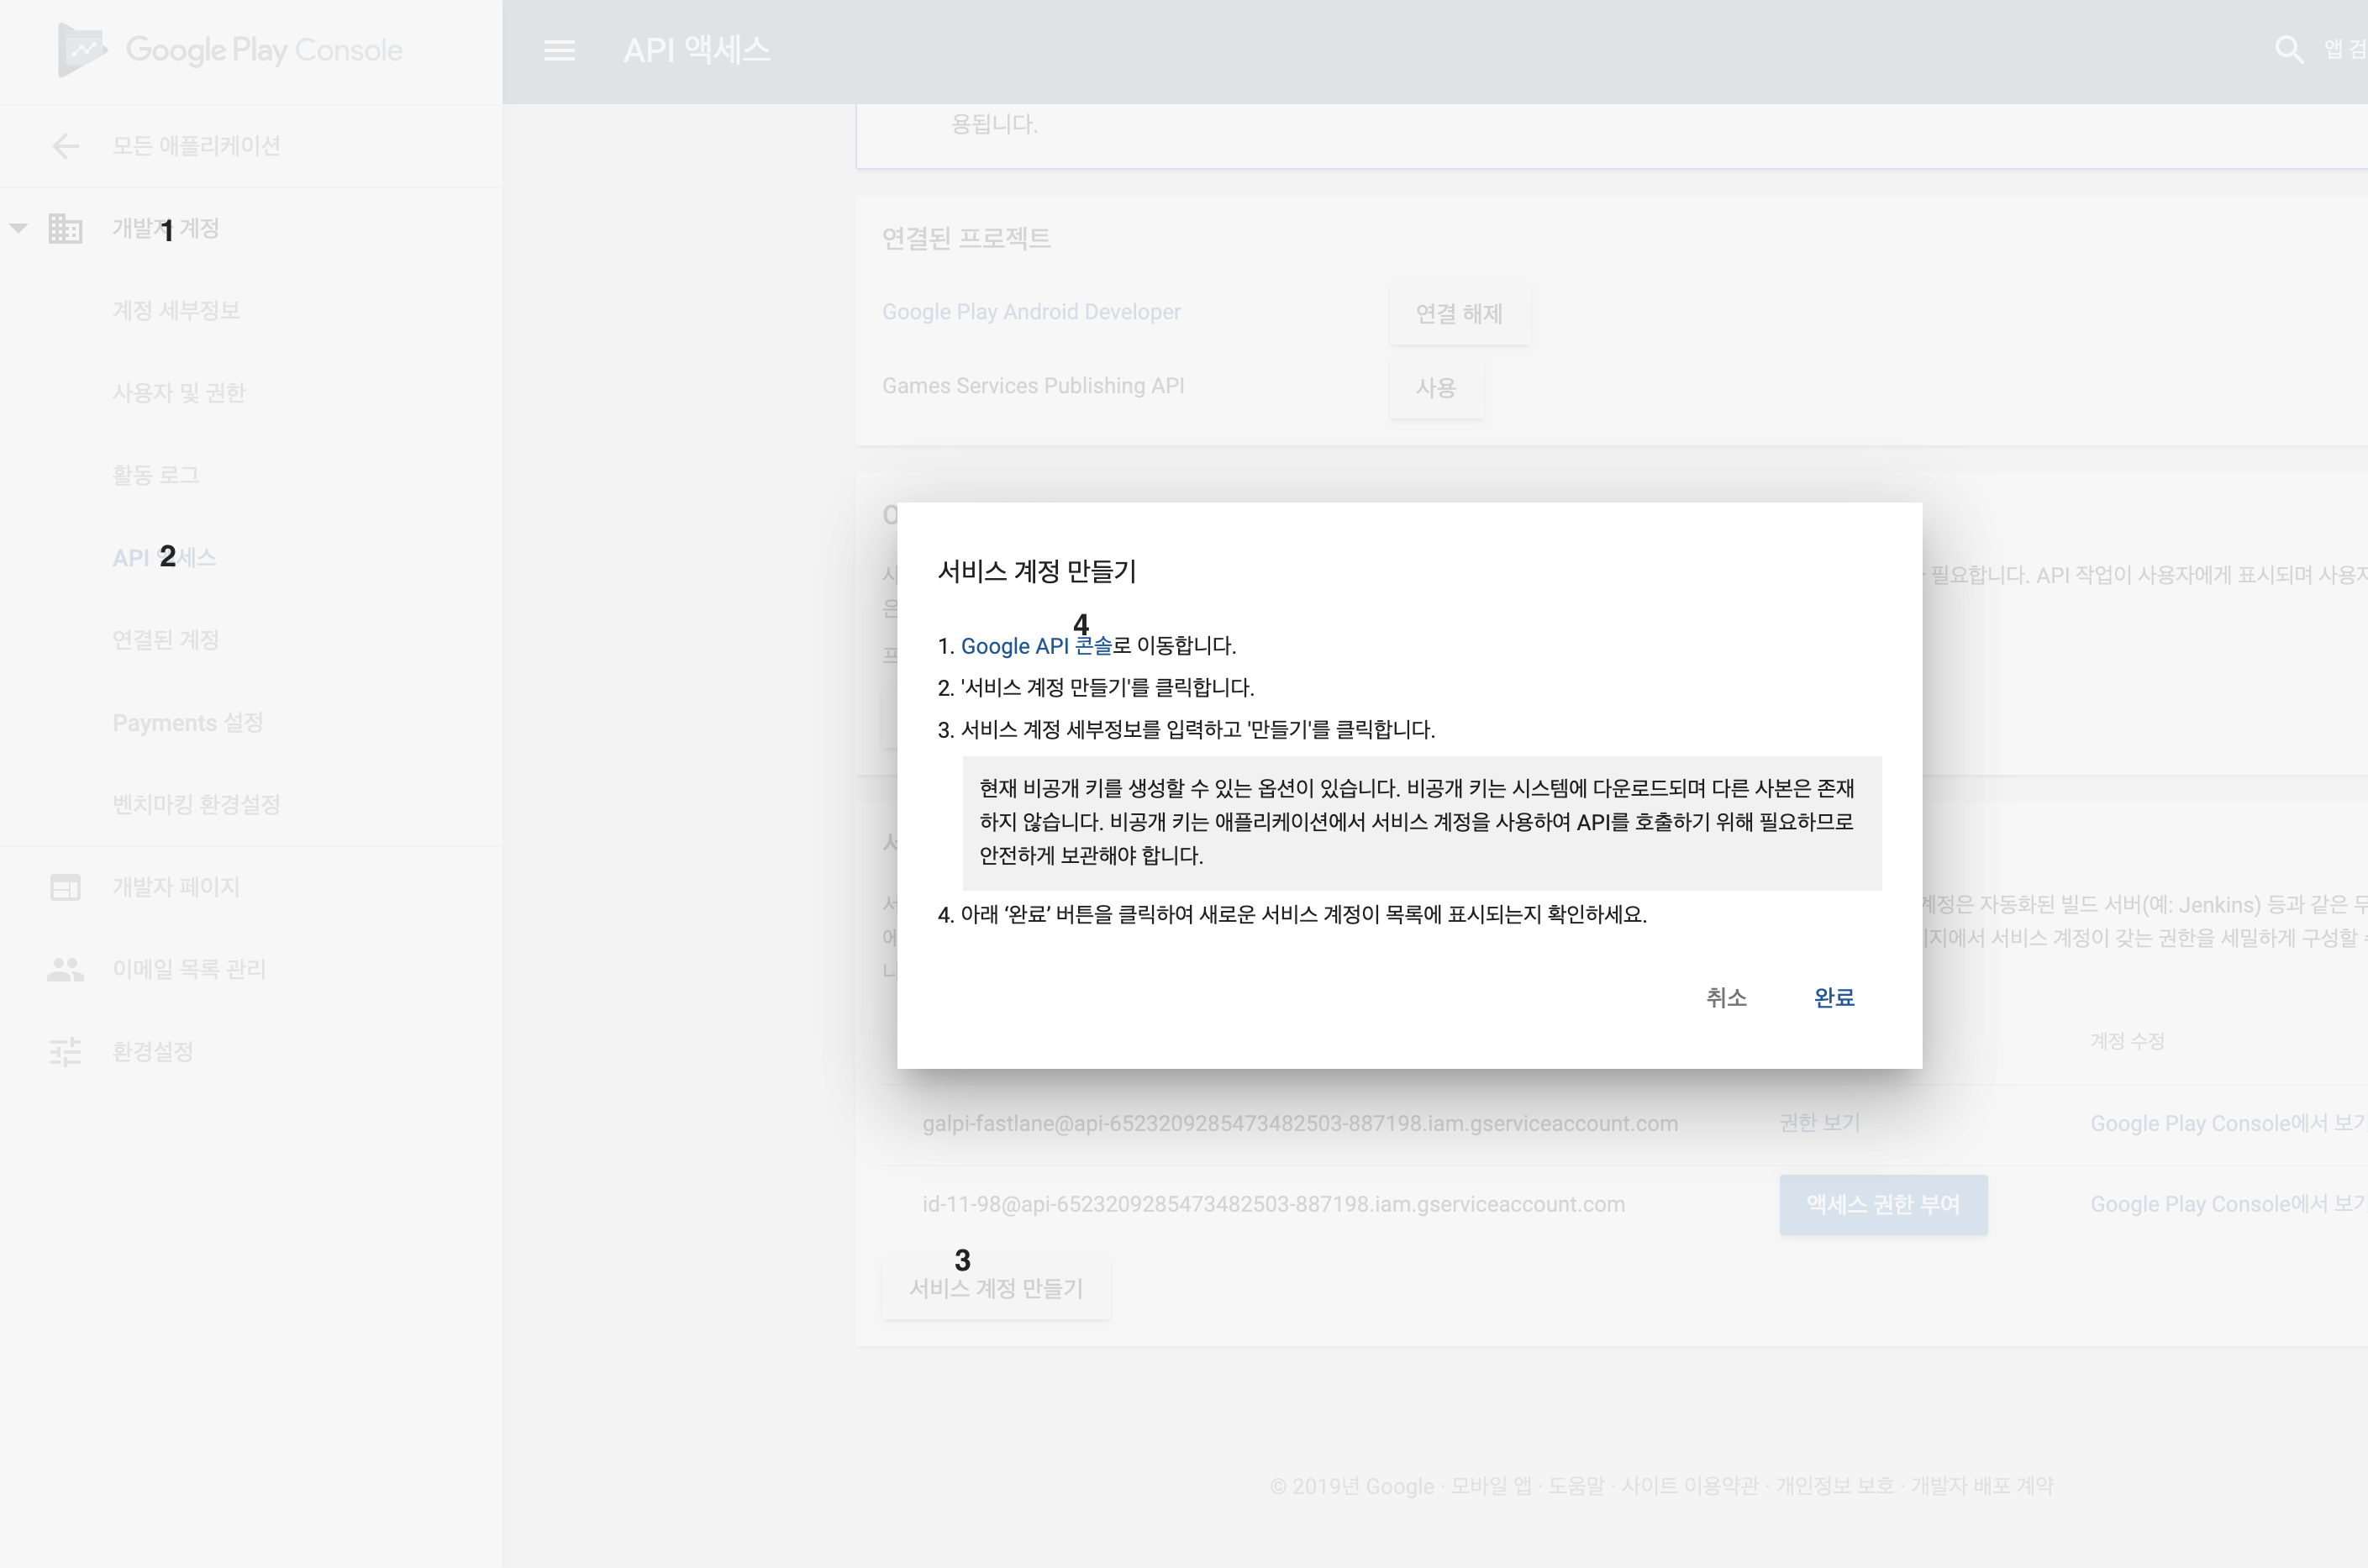 Google Play Console
API 액세스
앱 검
모든 애플리케이션
개발자 계정
1
계정 세부정보
사용자 및 권한
활동 로그
API 액세스
2
연결된 계정
Payments 설정
벤치마킹 환경설정
개발자 페이지
이메일 목록 관리
환경설정
용됩니다.
연결된 프로젝트
Google Play Android Developer
연결 해제
Games Services Publishing API
사용
필요합니다. API 작업이 사용자에게 표시되며 사용자
서비스 계정 만들기
4
1. Google API 콘솔로 이동합니다.
2. '서비스 계정 만들기'를 클릭합니다.
3. 서비스 계정 세부정보를 입력하고 '만들기'를 클릭합니다.
현재 비공개 키를 생성할 수 있는 옵션이 있습니다. 비공개 키는 시스템에 다운로드되며 다른 사본은 존재
하지 않습니다. 비공개 키는 애플리케이션에서 서비스 계정을 사용하여 API를 호출하기 위해 필요하므로
안전하게 보관해야 합니다.
4. 아래 ‘완료’ 버튼을 클릭하여 새로운 서비스 계정이 목록에 표시되는지 확인하세요.
취소
완료
계정은 자동화된 빌드 서버(예: Jenkins) 등과 같은 무
지에서 서비스 계정이 갖는 권한을 세밀하게 구성할 수
계정 수정
galpi-fastlane@api-6523209285473482503-887198.iam.gserviceaccount.com
권한 보기
Google Play Console에서 보기
id-11-98@api-6523209285473482503-887198.iam.gserviceaccount.com
액세스 권한 부여
Google Play Console에서 보기
3
서비스 계정 만들기
© 2019년 Google · 모바일 앱 · 도움말 · 사이트 이용약관 · 개인정보 보호 · 개발자 배포 계약